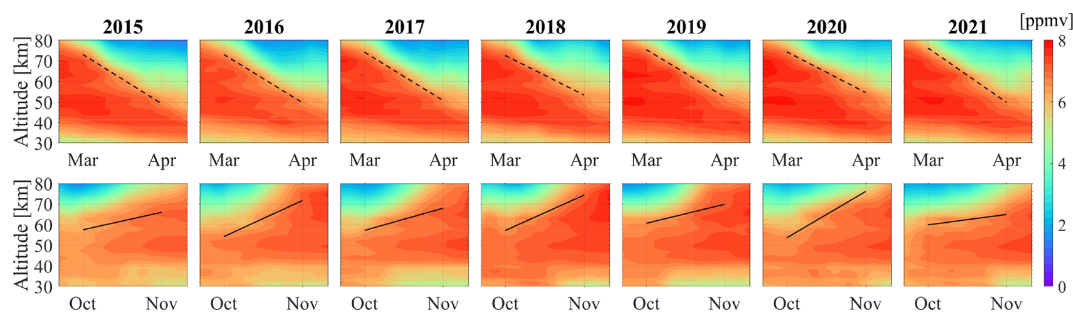 2015 2016 2017 2018 2019 2020 2021 [ppmv]
Altitude [km] 80 70 60 50 40 30 8
Mar Apr Mar Apr Mar Apr Mar Apr Mar Apr Mar Apr Mar Apr 6
4
Altitude [km] 80 70 60 50 40 30 2
0
Oct Nov Oct Nov Oct Nov Oct Nov Oct Nov Oct Nov Oct Nov